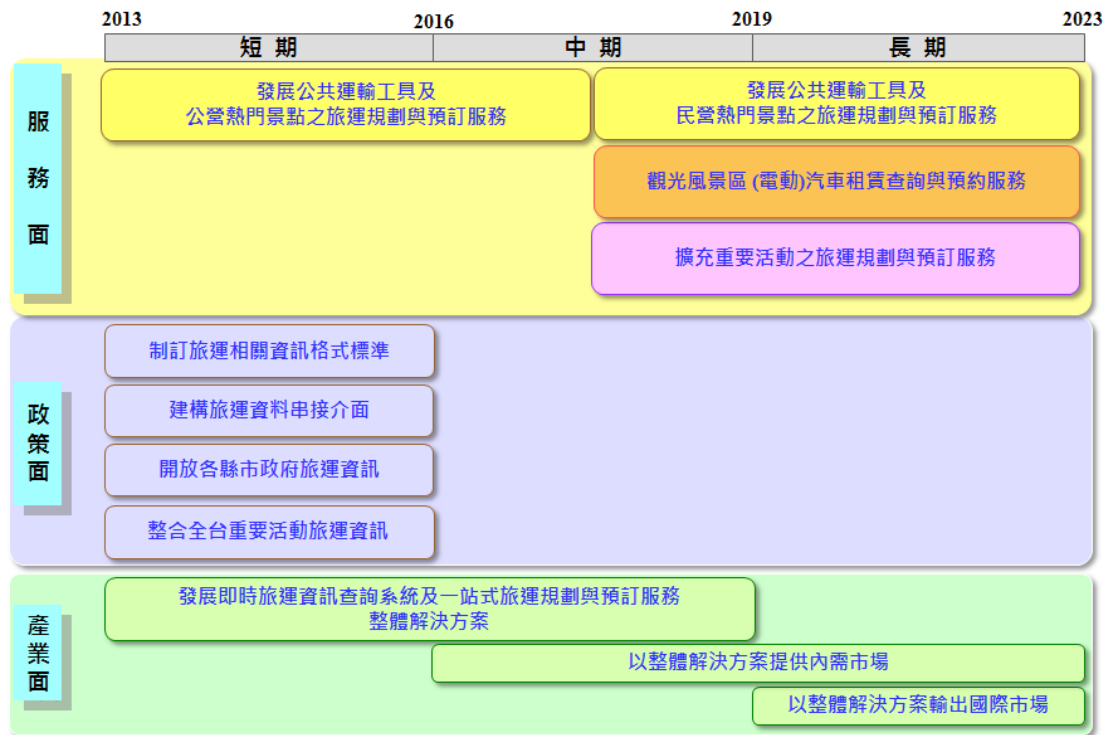 2013 2016 2019 2023
短期 中期 長期
服務面
發展公共運輸工具及
公營熱門景點之旅運規劃與預訂服務
發展公共運輸工具及
民營熱門景點之旅運規劃與預訂服務
觀光風景區 (電動)汽車租賃查詢與預約服務
擴充重要活動之旅運規劃與預訂服務
政策面
制訂旅運相關資訊格式標準
建構旅運資料串接介面
開放各縣市政府旅運資訊
整合全台重要活動旅運資訊
產業面
發展即時旅運資訊查詢系統及一站式旅運規劃與預訂服務
整體解決方案
以整體解決方案提供內需市場
以整體解決方案輸出國際市場